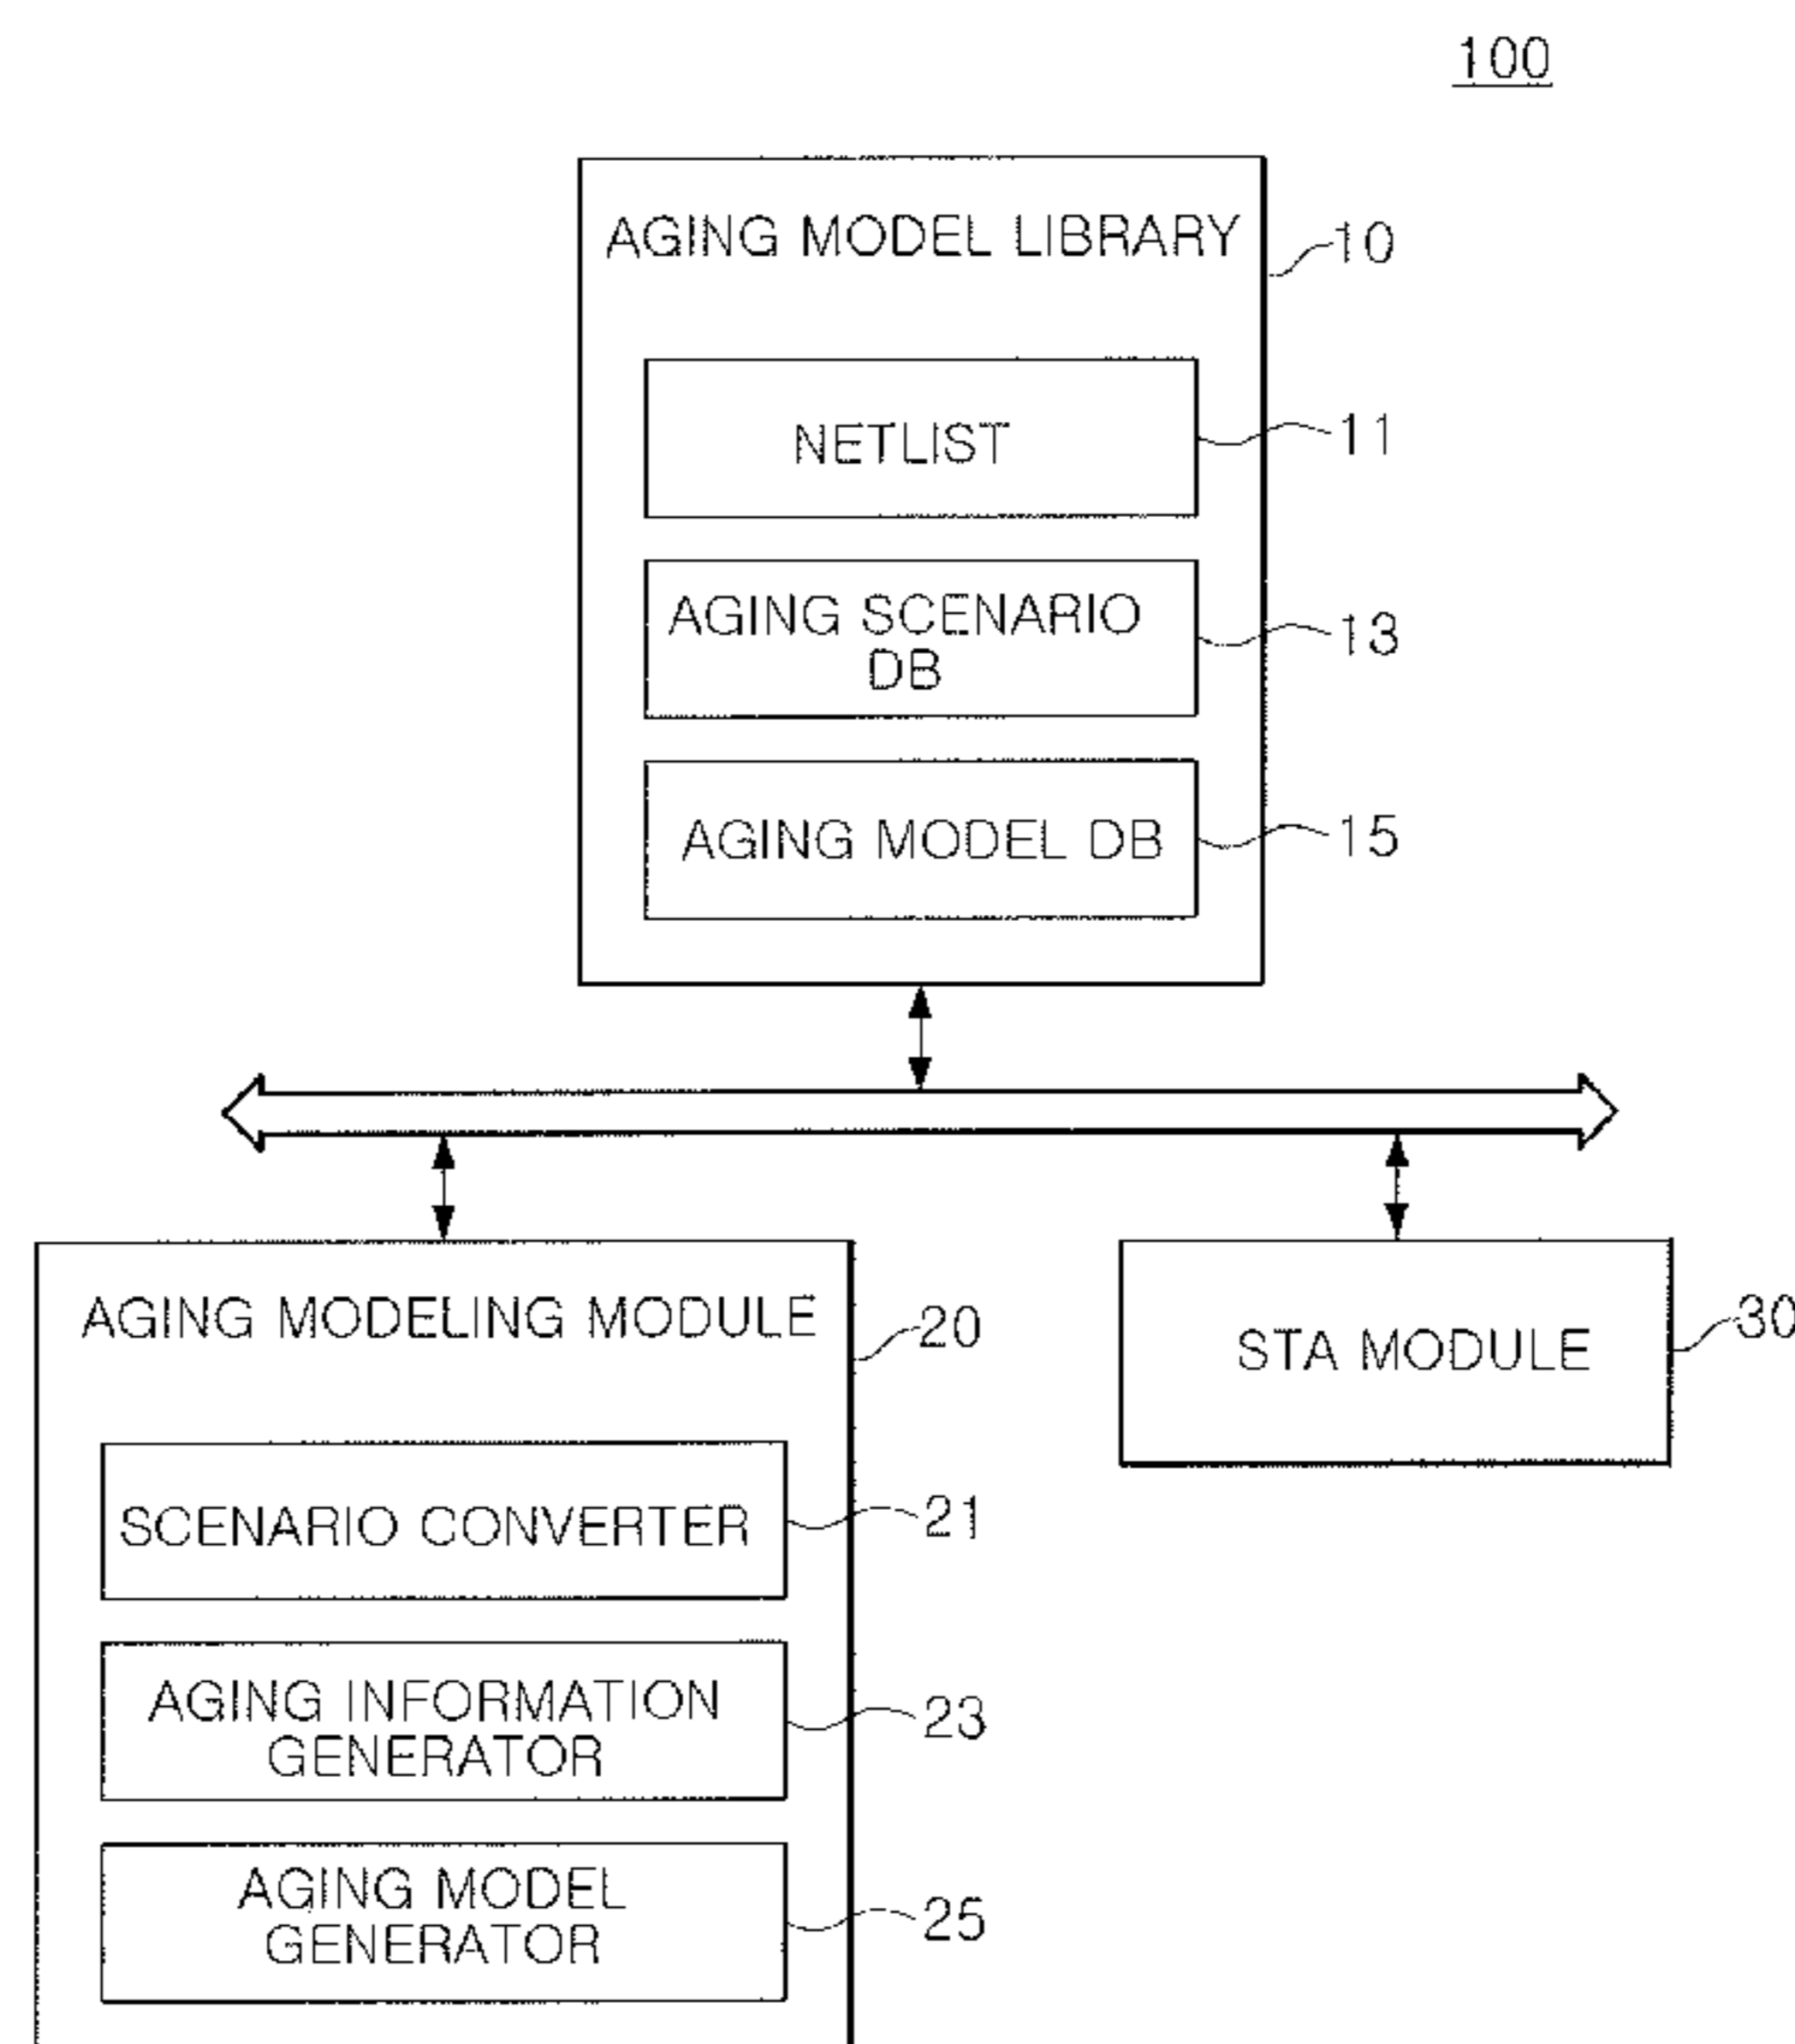 100
AGING MODEL LIBRARY
10
NETLIST
11
AGING SCENARIO
DB
13
AGING MODEL DB
15
AGING MODELING MODULE
20
STA MODULE
30
SCENARIO CONVERTER
21
AGING INFORMATION
GENERATOR
23
AGING MODEL
GENERATOR
25